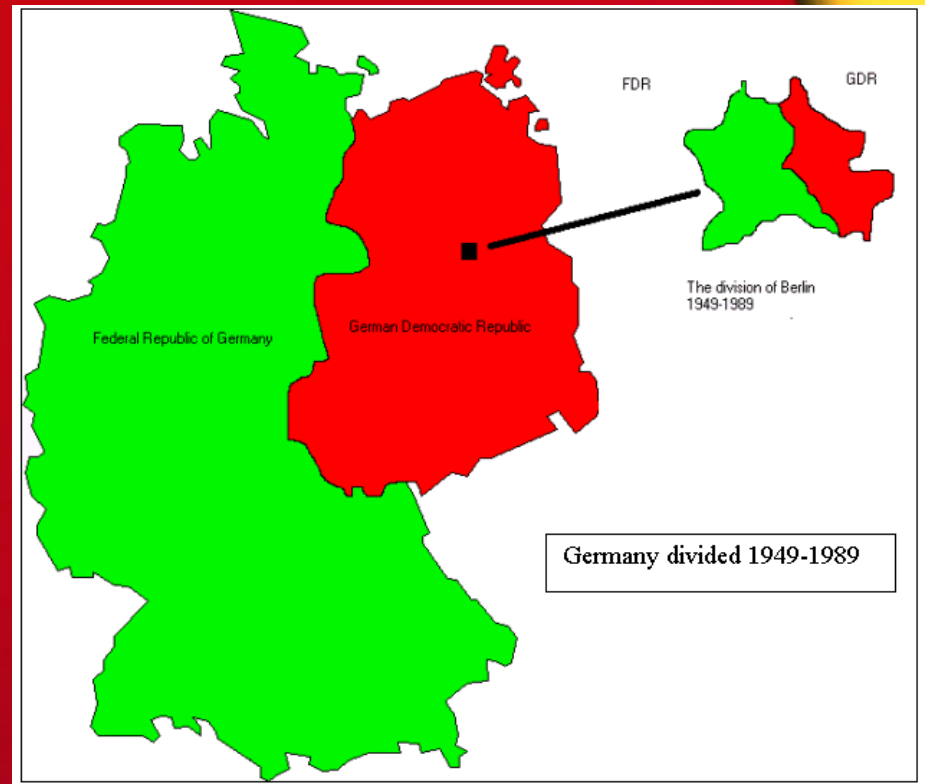 FDR
GDR
The division of Berlin
1949-1989
Federal Republic of Germany
German Democratic Republic
Germany divided 1949-1989